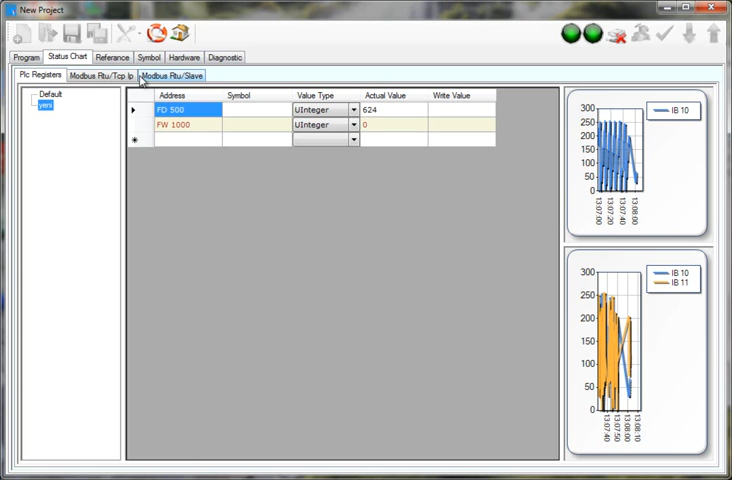 New Project
Program Status Chart Reference Symbol Hardware Diagnostic
Plc Registers Modbus Rtu/Tcp Ip Modbus Rtu/Slave
Default
yeni
Address Symbol Value Type Actual Value Write Value
FD 500 UInteger 624
FW 1000 UInteger 0
300
250
200
150
100
50
0
13:07:00
13:07:20
13:07:40
13:08:00
IB 10
300
250
200
150
100
50
0
13:07:40
13:07:50
13:08:00
13:08:10
IB 10
IB 11